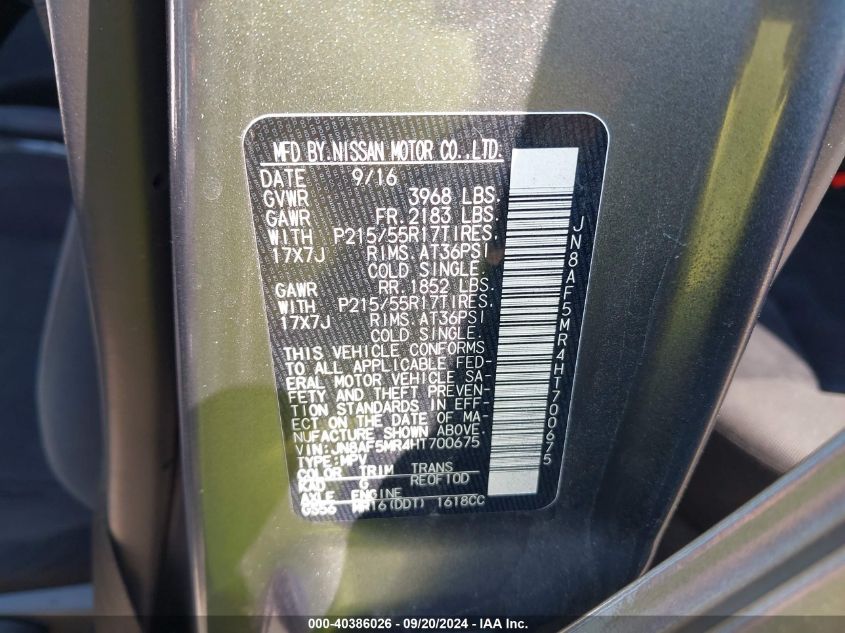 MFD BY.NISSAN MOTOR CO.,LTD.
DATE 9/16
GVWR 3968 LBS.
GAWR FR.2183 LBS.
WITH P215/55R17TIRES.
17X7J RIMS.AT36PSI
COLD SINGLE.
GAWR RR.1852 LBS.
WITH P215/55R17TIRES.
17X7J RIMS.AT36PSI
COLD SINGLE.
THIS VEHICLE CONFORMS
TO ALL APPLICABLE FED-
ERAL MOTOR VEHICLE SA-
FETY AND THEFT PREVEN-
TION STANDARDS IN EFF-
ECT ON THE DATE OF MA-
NUFACTURE SHOWN ABOVE.
VIN:JN8AF5MR4HT700675
TYPE:MPV
COLOR TRIM TRANS
KAD G RE0F10D
AXLE ENGINE
GS56 MR16(DDT) 1618CC
JN8AF5MR4HT700675
000-40386026 - 09/20/2024 - IAA Inc.